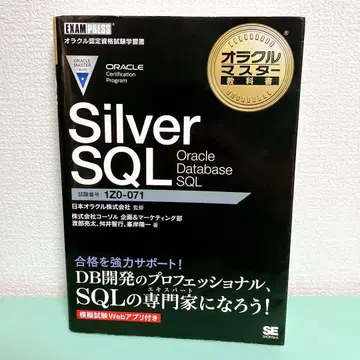 EXAMPRESS
オラクル認定資格試験学習書
ORACLE MASTER
ORACLE
Certification
Program
オラクル
マスター
教科書
Silver
SQL
Oracle
Database
SQL
試験番号 1Z0-071
日本オラクル株式会社 監修
株式会社コーソル 企画&マーケティング部
渡部亮太、舛井智行、峯岸隆一 著
合格を強力サポート!
DB開発のプロフェッショナル、
エキスパート
SQLの専門家になろう!
模擬試験Webアプリ付き
SE
SHOEISHA